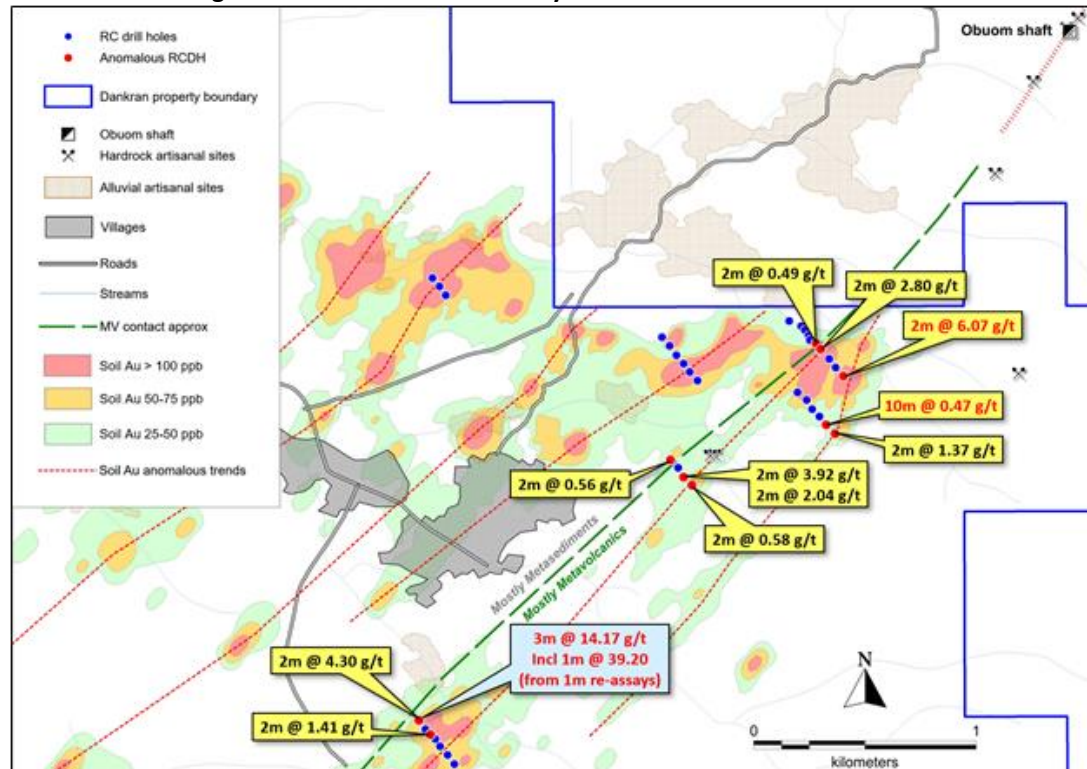 RC drill holes
Anomalous RCDH
Dankran property boundary
Obuom shaft
Hardrock artisanal sites
Alluvial artisanal sites
Villages
Roads
Streams
MV contact approx
Soil Au > 100 ppb
Soil Au 50-75 ppb
Soil Au 25-50 ppb
Soil Au anomalous trends
Obuom shaft
2m @ 0.49 g/t
2m @ 2.80 g/t
2m @ 6.07 g/t
10m @ 0.47 g/t
2m @ 1.37 g/t
2m @ 0.56 g/t
2m @ 3.92 g/t
2m @ 2.04 g/t
2m @ 0.58 g/t
Mostly Metasediments
Mostly Metavolcanics
3m @ 14.17 g/t
Incl 1m @ 39.20
(from 1m re-assays)
2m @ 4.30 g/t
2m @ 1.41 g/t
N
0 1
kilometers